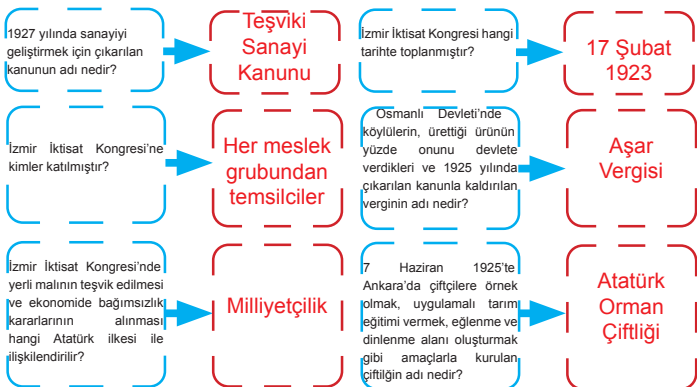 1927 yılında sanayiyi
geliştirmek için çıkarılan
kanunun adı nedir?
Teşviki
Sanayi
Kanunu
İzmir İktisat Kongresi hangi
tarihte toplanmıştır?
17 Şubat
1923
İzmir İktisat Kongresi’ne
kimler katılmıştır?
Her meslek
grubundan
temsilciler
Osmanlı Devleti’nde
köylülerin, ürettiği ürünün
yüzde onunu devlete
verdikleri ve 1925 yılında
çıkarılan kanunla kaldırılan
verginin adı nedir?
Aşar
Vergisi
İzmir İktisat Kongresi’nde
yerli malının teşvik edilmesi
ve ekonomide bağımsızlık
kararlarının alınması
hangi Atatürk ilkesi ile
ilişkilendirilir?
Milliyetçilik
7 Haziran 1925’te
Ankara’da çiftçilere örnek
olmak, uygulamalı tarım
eğitimi vermek, eğlenme ve
dinlenme alanı oluşturmak
gibi amaçlarla kurulan
çiftilğin adı nedir?
Atatürk
Orman
Çiftliği